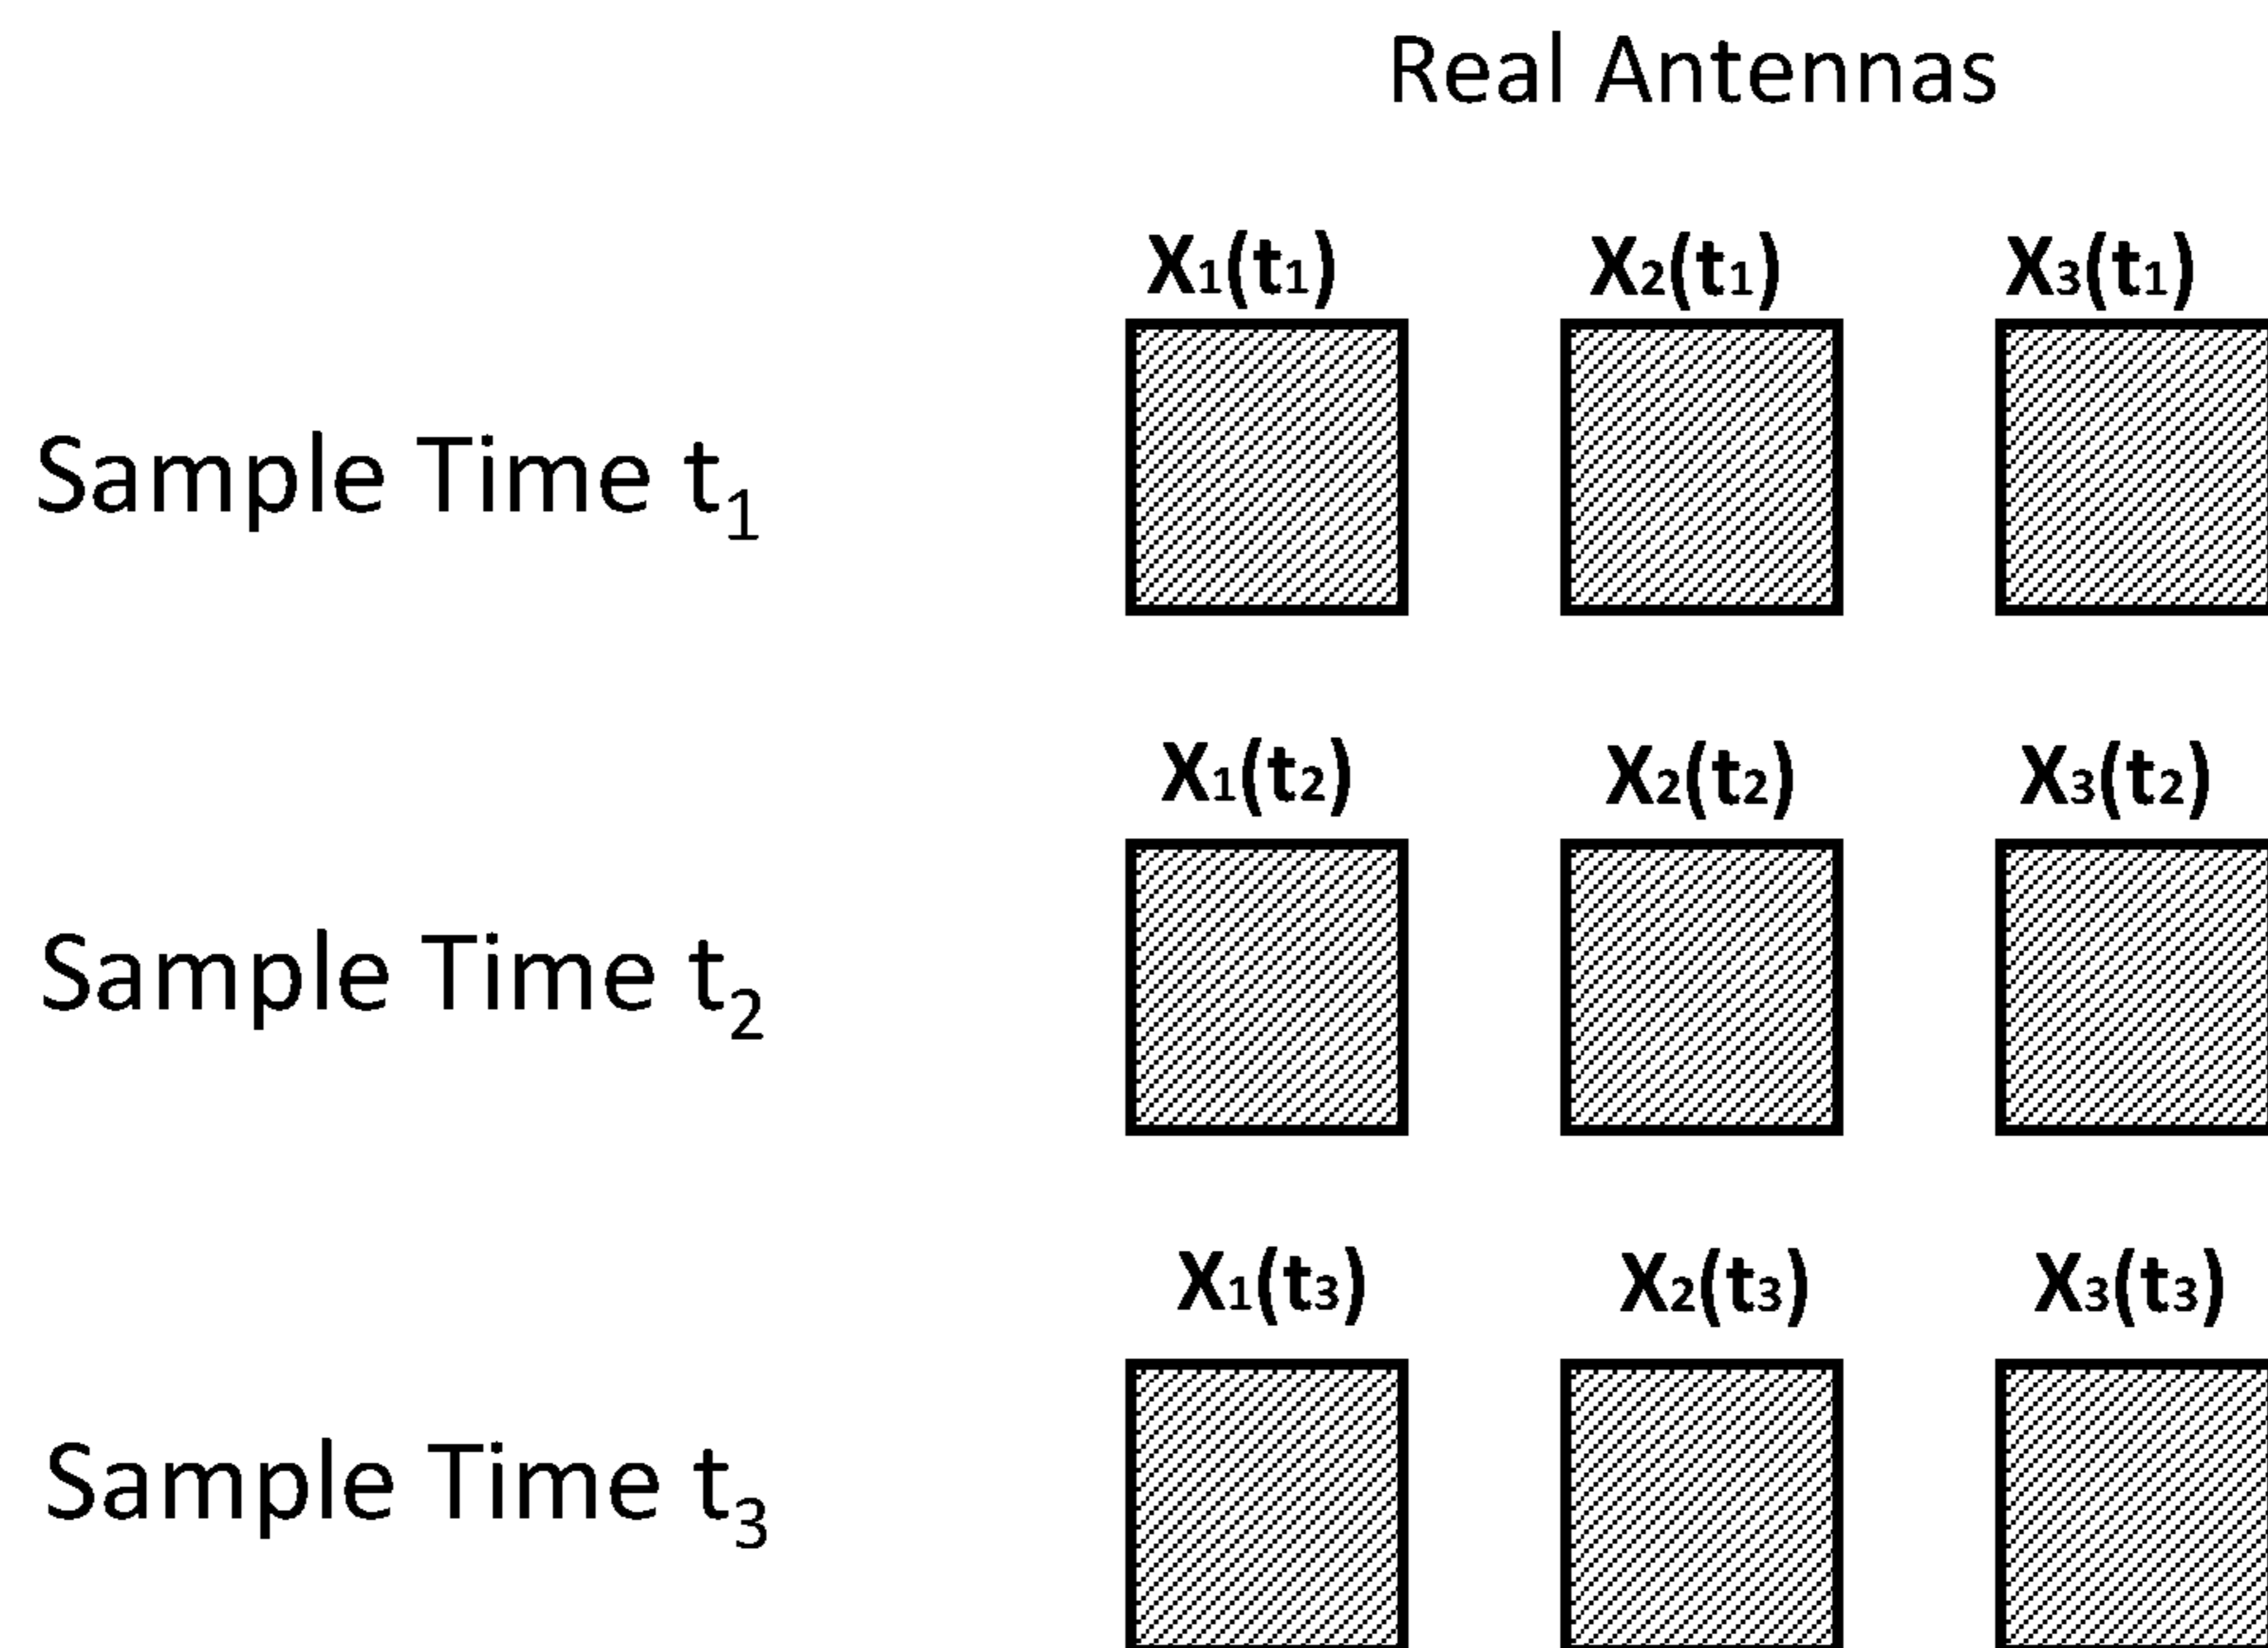 Real Antennas
X₁(t₁) X₂(t₁) X₃(t₁)
Sample Time t₁
X₁(t₂) X₂(t₂) X₃(t₂)
Sample Time t₂
X₁(t₃) X₂(t₃) X₃(t₃)
Sample Time t₃